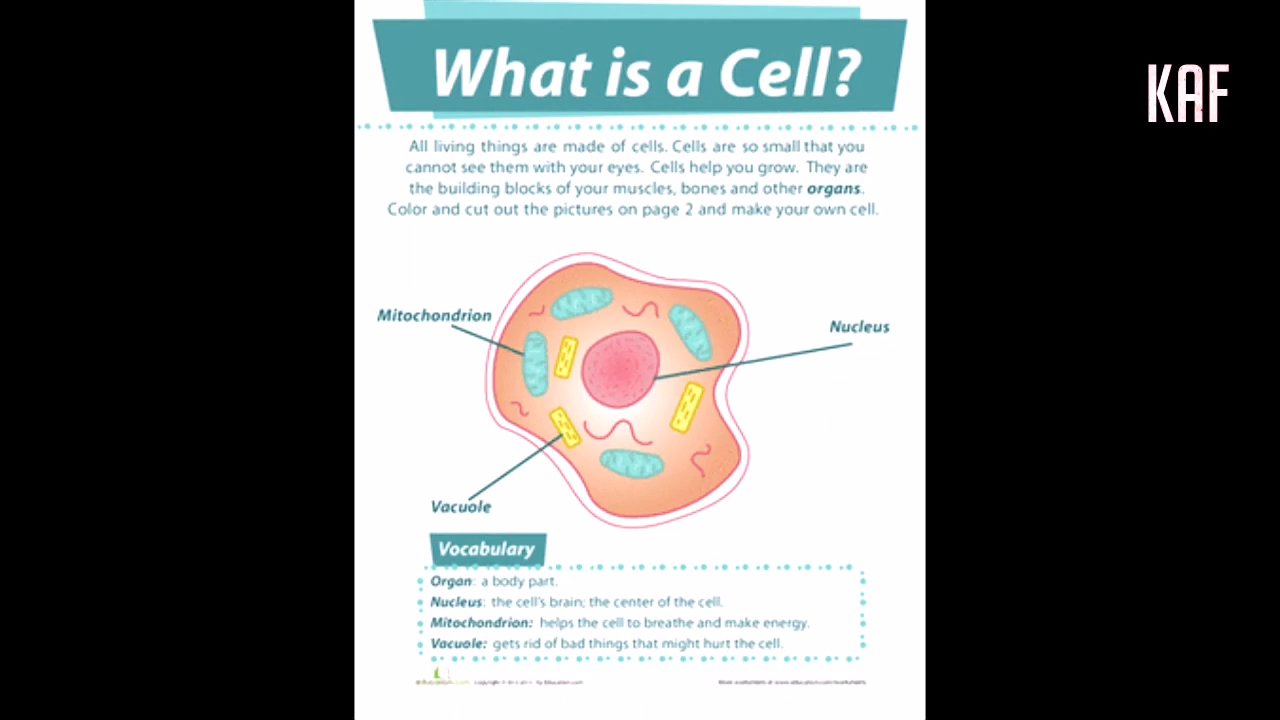 What is a Cell?
KAF
All living things are made of cells. Cells are so small that you
cannot see them with your eyes. Cells help you grow. They are
the building blocks of your muscles, bones and other organs.
Color and cut out the pictures on page 2 and make your own cell.
Mitochondrion
Nucleus
Vacuole
Vocabulary
Organ: a body part.
Nucleus: the cell's brain; the center of the cell.
Mitochondrion: helps the cell to breathe and make energy.
Vacuole: gets rid of bad things that might hurt the cell.